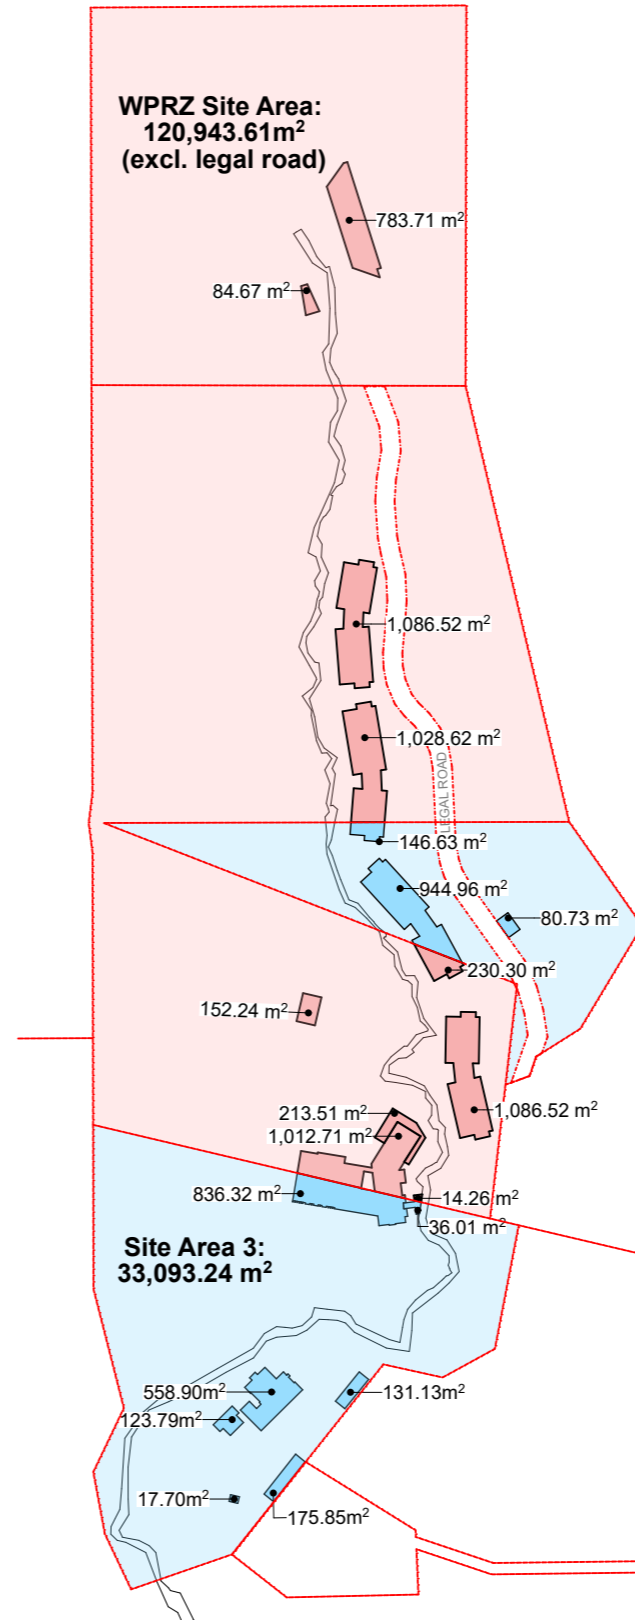 WPRZ Site Area:
120,943.61m²
(excl. legal road)
783.71 m²
84.67 m²
1,086.52 m²
1,028.62 m²
LEGAL ROAD
146.63 m²
944.96 m²
80.73 m²
230.30 m²
152.24 m²
213.51 m²
1,086.52 m²
1,012.71 m²
836.32 m²
14.26 m²
36.01 m²
Site Area 3:
33,093.24 m²
558.90m²
131.13m²
123.79m²
17.70m²
175.85m²